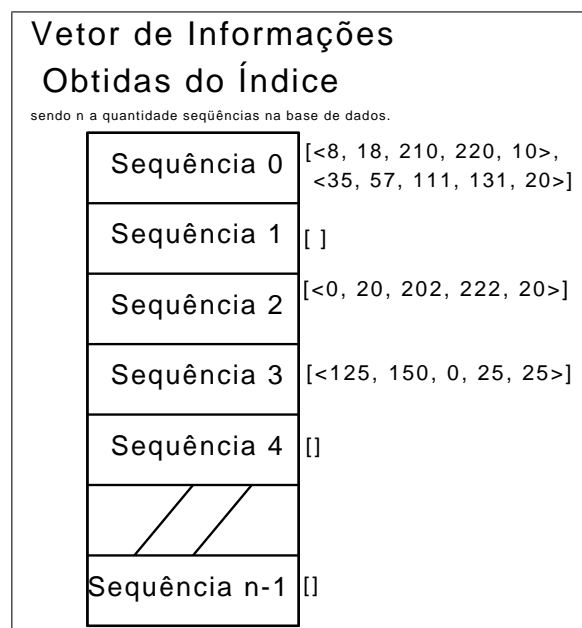 Vetor de Informações
Obtidas do Índice
sendo n a quantidade seqüências na base de dados.
Sequência 0 [<8, 18, 210, 220, 10>,
<35, 57, 111, 131, 20>]
Sequência 1 [ ]
Sequência 2 [<0, 20, 202, 222, 20>]
Sequência 3 [<125, 150, 0, 25, 25>]
Sequência 4 []
Sequência n-1 []